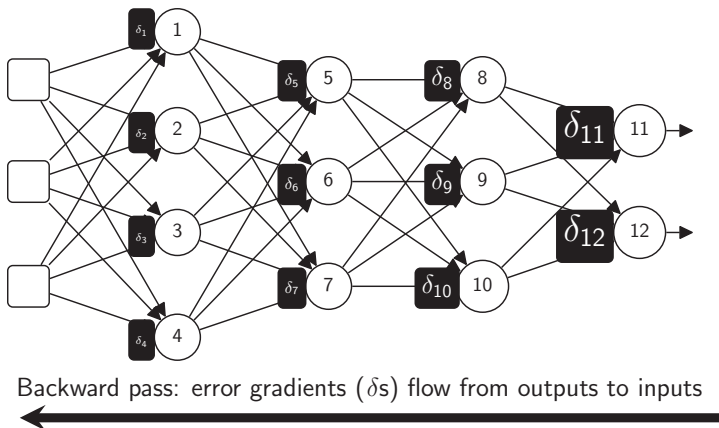 δ₁ 1
δ₂ 2
δ₃ 3
δ₄ 4
δ₅ 5
δ₆ 6
δ₇ 7
δ₈ 8
δ₉ 9
δ₁₀ 10
δ₁₁ 11
δ₁₂ 12
Backward pass: error gradients (δs) flow from outputs to inputs